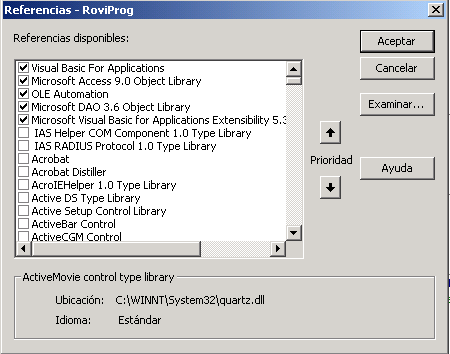 Referencias - RoviProg
Referencias disponibles:
Visual Basic For Applications
Microsoft Access 9.0 Object Library
OLE Automation
Microsoft DAO 3.6 Object Library
Microsoft Visual Basic for Applications Extensibility 5.3
IAS Helper COM Component 1.0 Type Library
IAS RADIUS Protocol 1.0 Type Library
Acrobat
Acrobat Distiller
AcroIEHelper 1.0 Type Library
Active DS Type Library
Active Setup Control Library
ActiveBar Control
ActiveCGM Control
Prioridad
Aceptar
Cancelar
Examinar...
Ayuda
ActiveMovie control type library
Ubicación: C:\WINNT\System32\quartz.dll
Idioma: Estándar